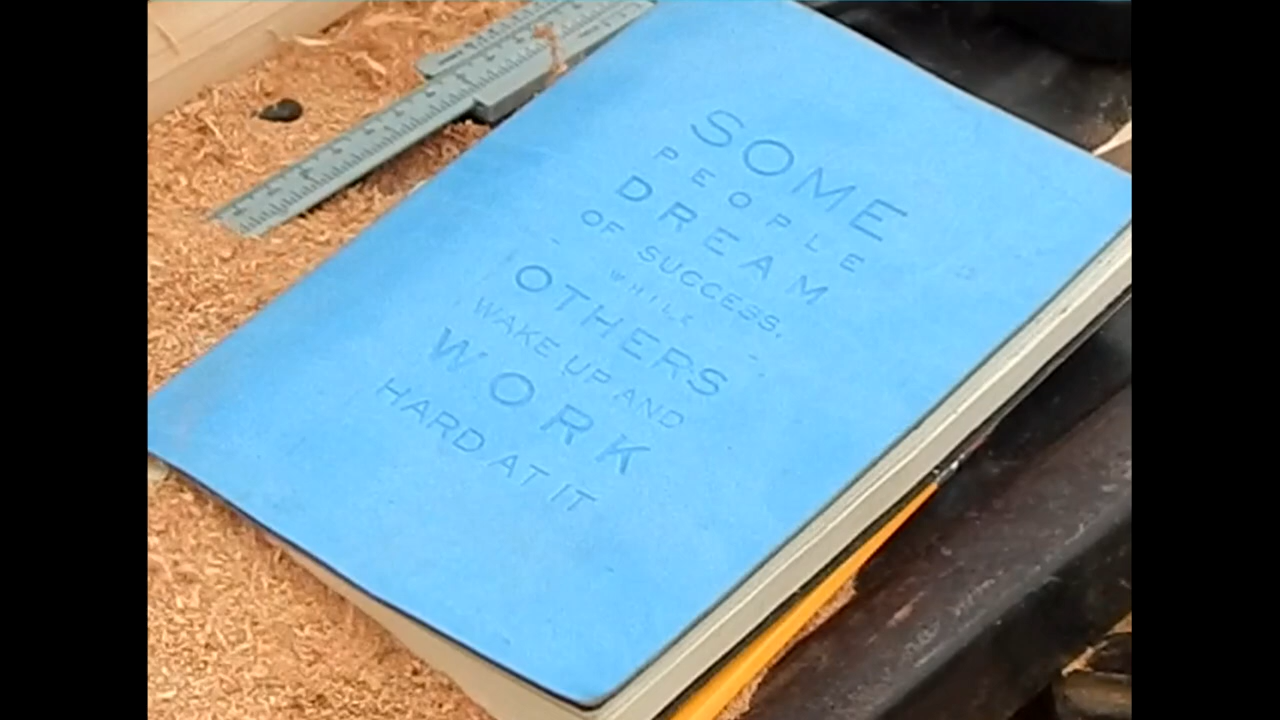 SOME
PEOPLE
DREAM
OF SUCCESS,
WHILE
OTHERS
WAKE UP AND
WORK
HARD AT IT